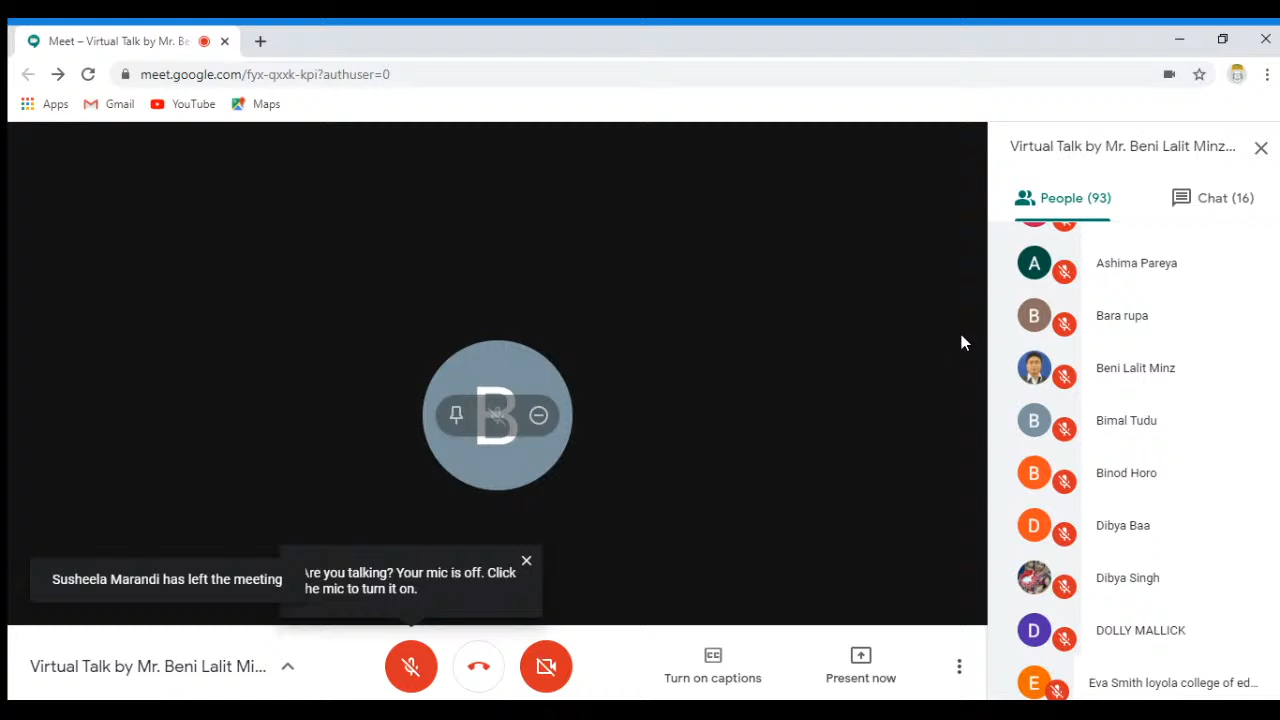 Meet – Virtual Talk by Mr. Be
meet.google.com/fyx-qxxk-kpi?authuser=0
Apps Gmail YouTube Maps
Virtual Talk by Mr. Beni Lalit Minz...
People (93) Chat (16)
A Ashima Pareya
B Bara rupa
Beni Lalit Minz
B Bimal Tudu
B Binod Horo
D Dibya Baa
Dibya Singh
D DOLLY MALLICK
E Eva Smith loyola college of ed...
B
Susheela Marandi has left the meeting
Are you talking? Your mic is off. Click
the mic to turn it on.
Virtual Talk by Mr. Beni Lalit Mi...
CC
Turn on captions
Present now